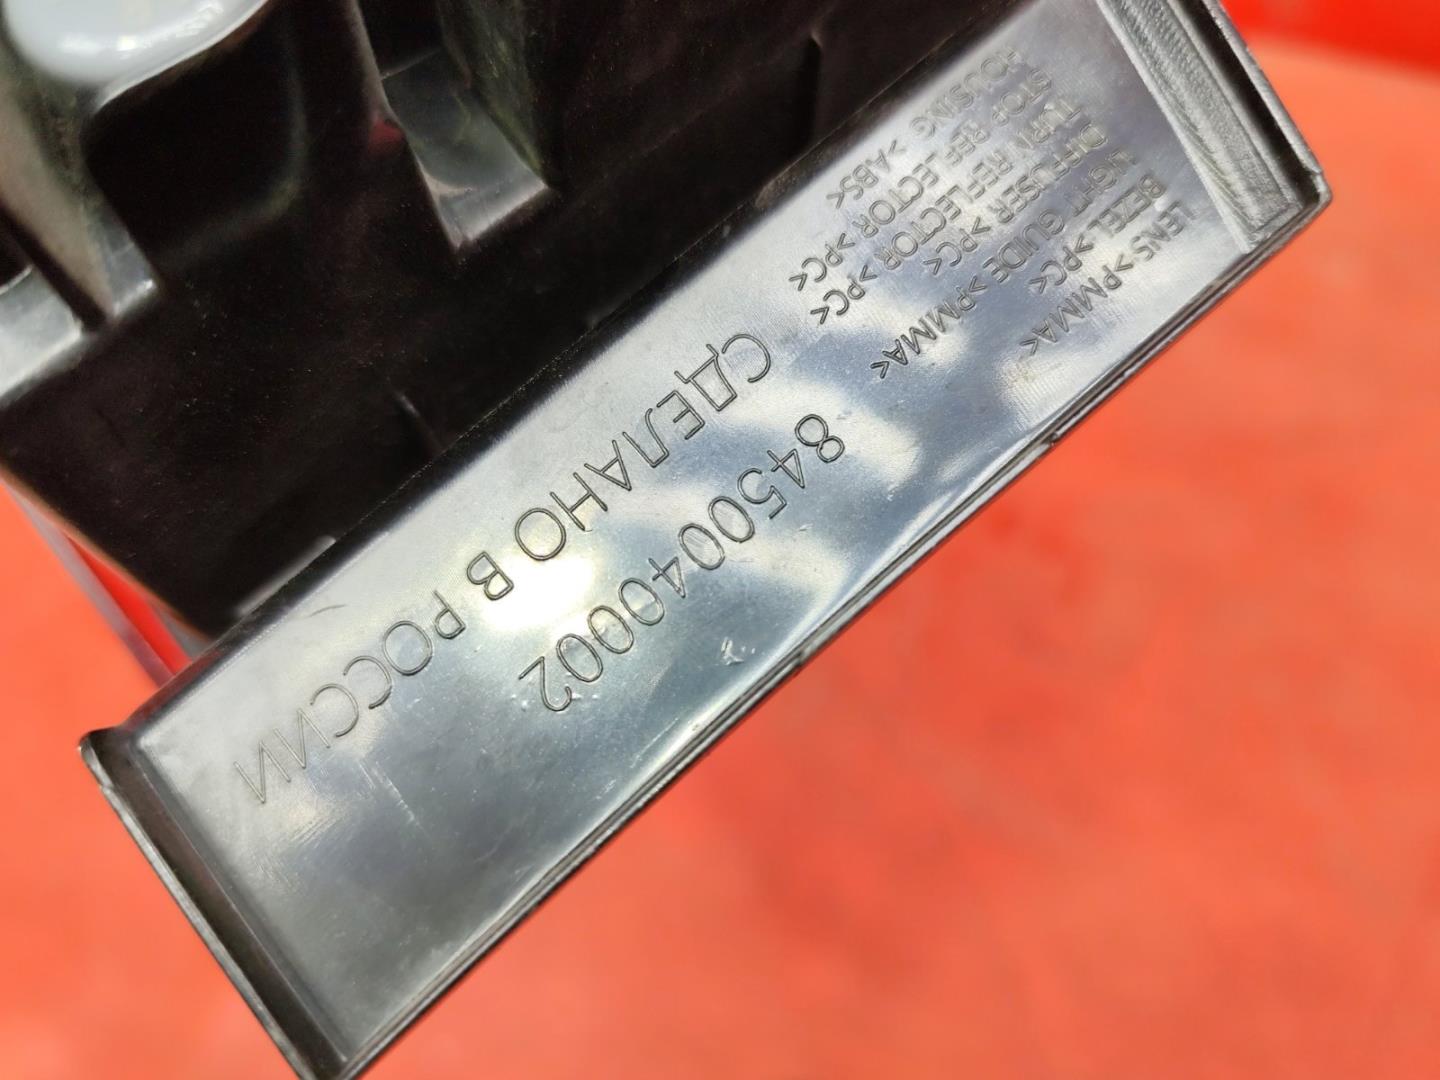 LENS>PMMA<
BEZEL>PC<
LIGHT GUIDE >PMMA<
DIFFUSER >PC<
TURN REFLECTOR >PC<
STOP REFLECTOR >PC<
HOUSING >ABS<
8450040002
СДЕЛАНО В РОССИИ